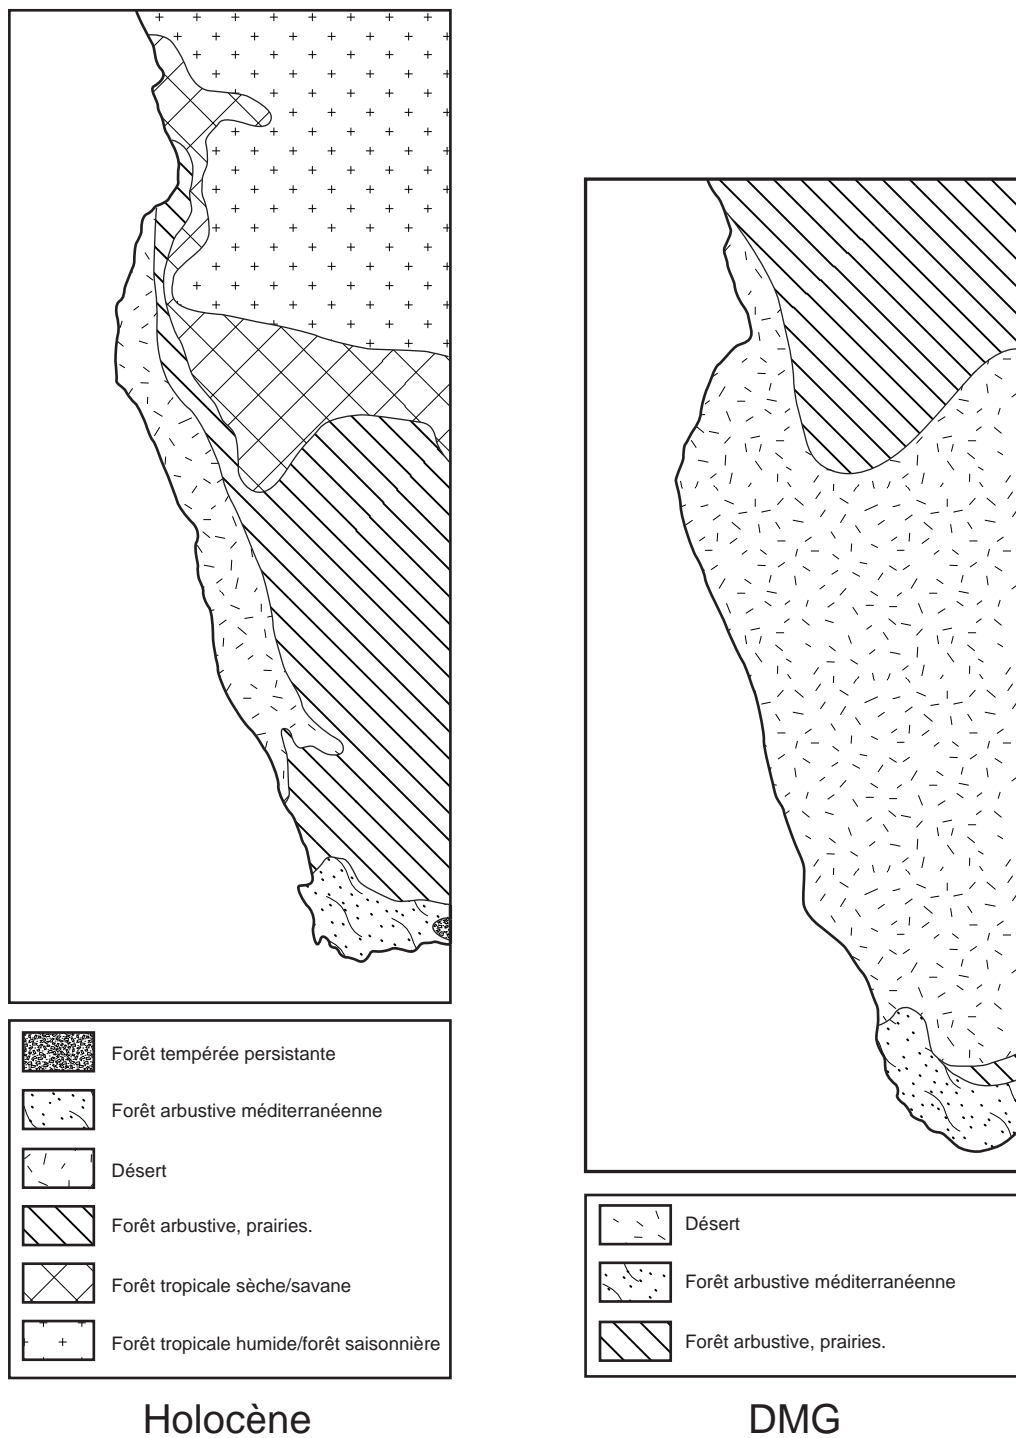 Forêt tempérée persistante
Forêt arbustive méditerranéenne
Désert
Forêt arbustive, prairies.
Forêt tropicale sèche/savane
Forêt tropicale humide/forêt saisonnière
Holocène
Désert
Forêt arbustive méditerranéenne
Forêt arbustive, prairies.
DMG